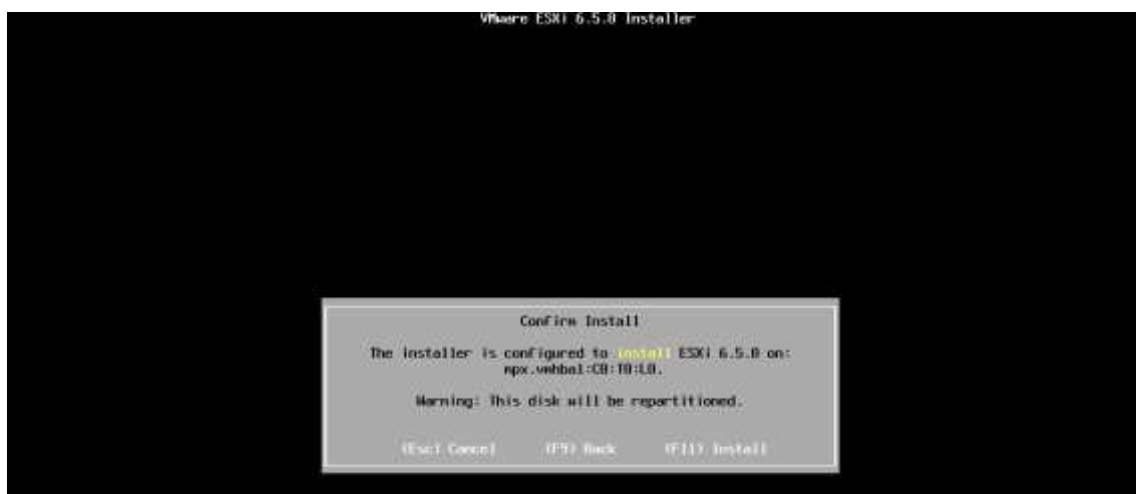 VMware ESXi 6.5.0 Installer
Confirm Install
The installer is configured to install ESXi 6.5.0 on:
mpx.vmhba1:C0:T0:L0.
Warning: This disk will be repartitioned.
(Esc) Cancel (F9) Back (F11) Install